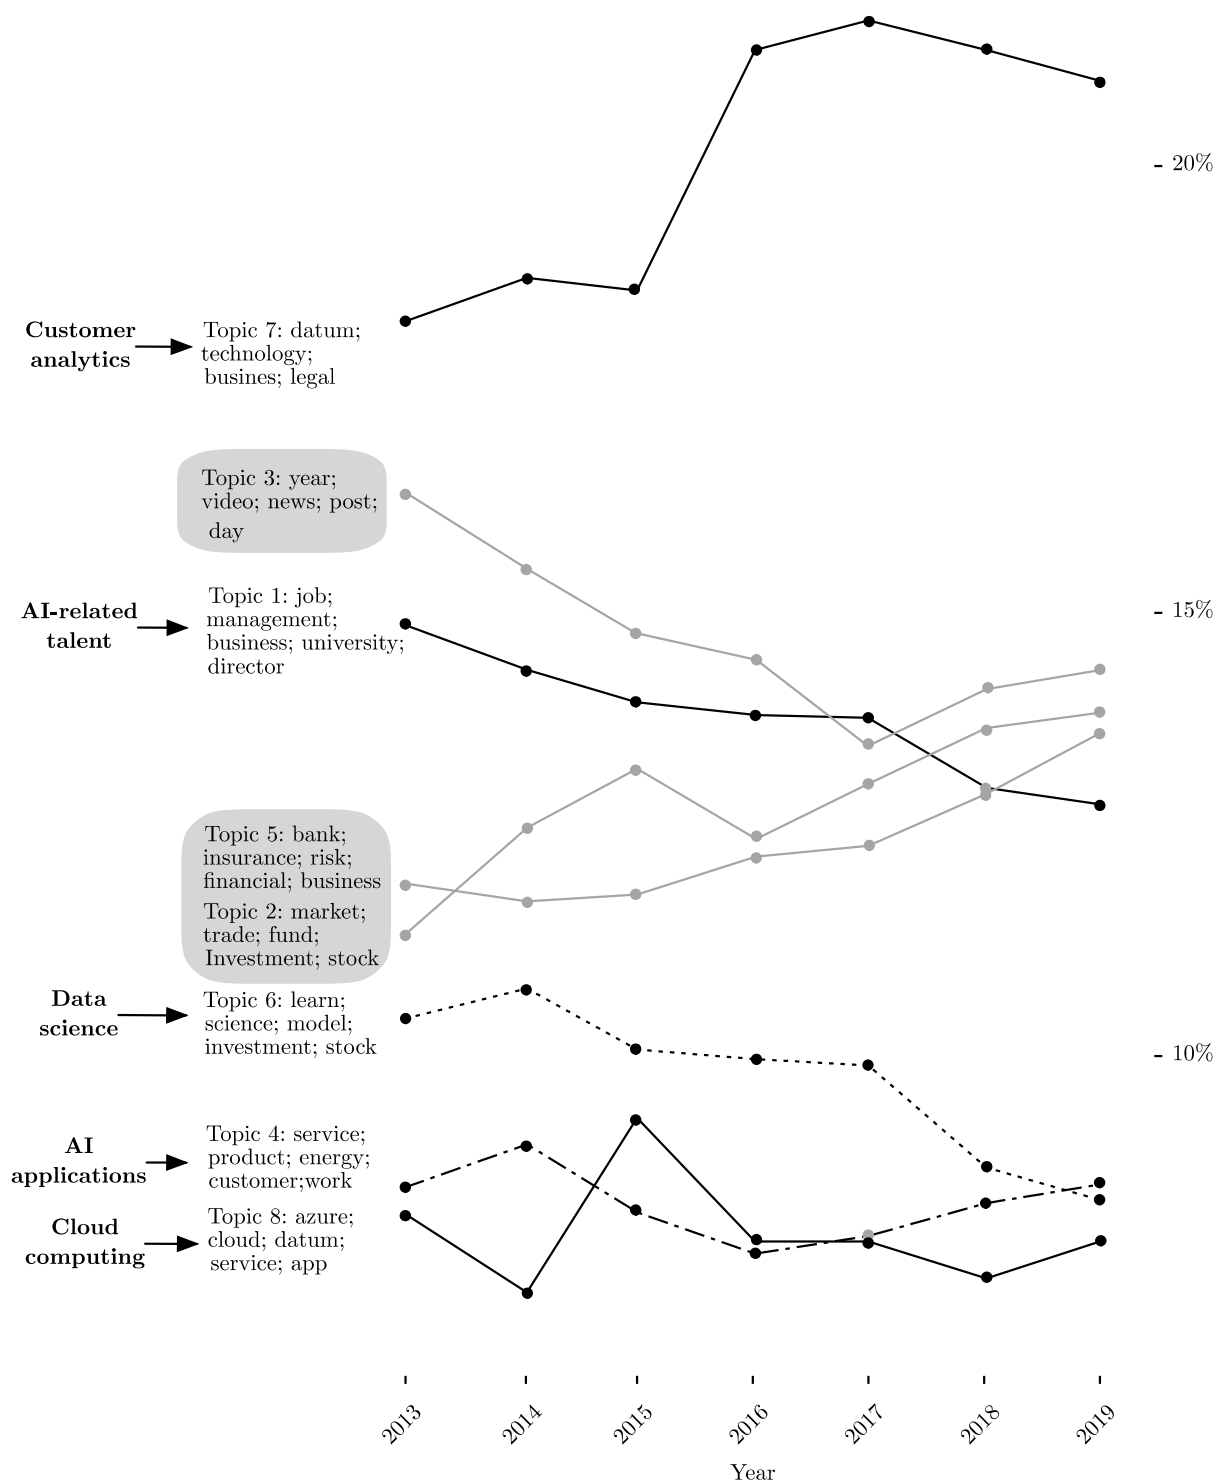 - 20%
Customer
analytics
Topic 7: datum;
technology;
busines; legal
Topic 3: year;
video; news; post;
day
AI-related
talent
Topic 1: job;
management;
business; university;
director
- 15%
Topic 5: bank;
insurance; risk;
financial; business
Topic 2: market;
trade; fund;
Investment; stock
Data
science
Topic 6: learn;
science; model;
investment; stock
- 10%
AI
applications
Topic 4: service;
product; energy;
customer;work
Cloud
computing
Topic 8: azure;
cloud; datum;
service; app
2013
2014
2015
2016
2017
2018
2019
Year